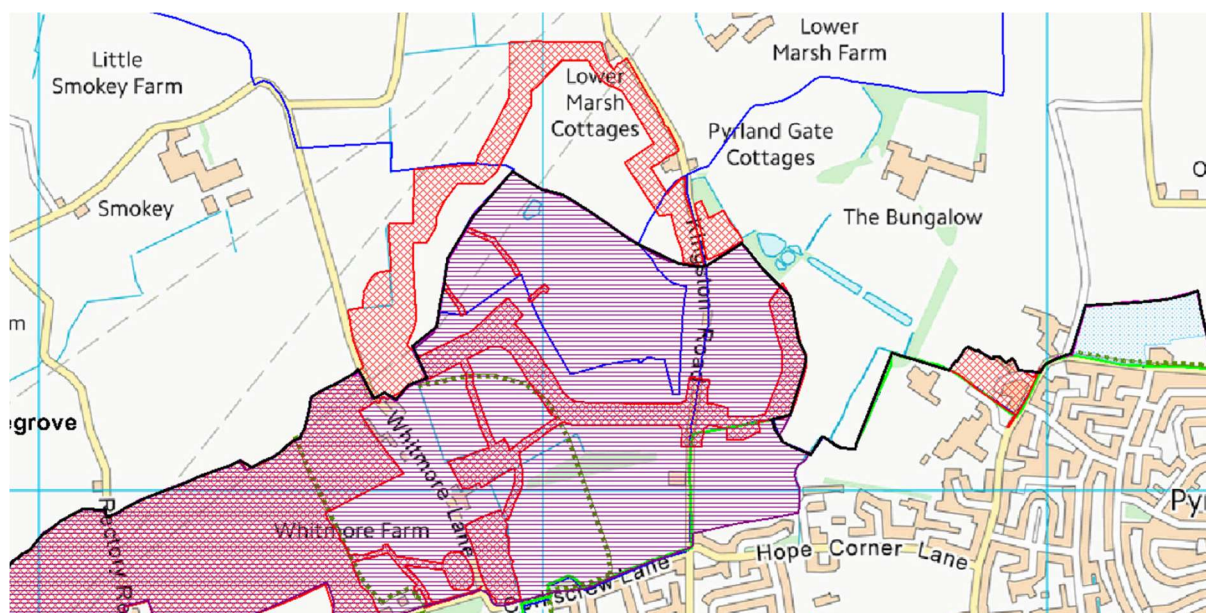 Little
Smokey Farm
Lower
Marsh Farm
Lower
Marsh
Cottages
Pyrland Gate
Cottages
Smokey
The Bungalow
Kingston Road
m
O
egrove
Whitmore Lane
Rectory R
Whitmore Farm
Pyr
Hope Corner Lane
Corkscrew Lane